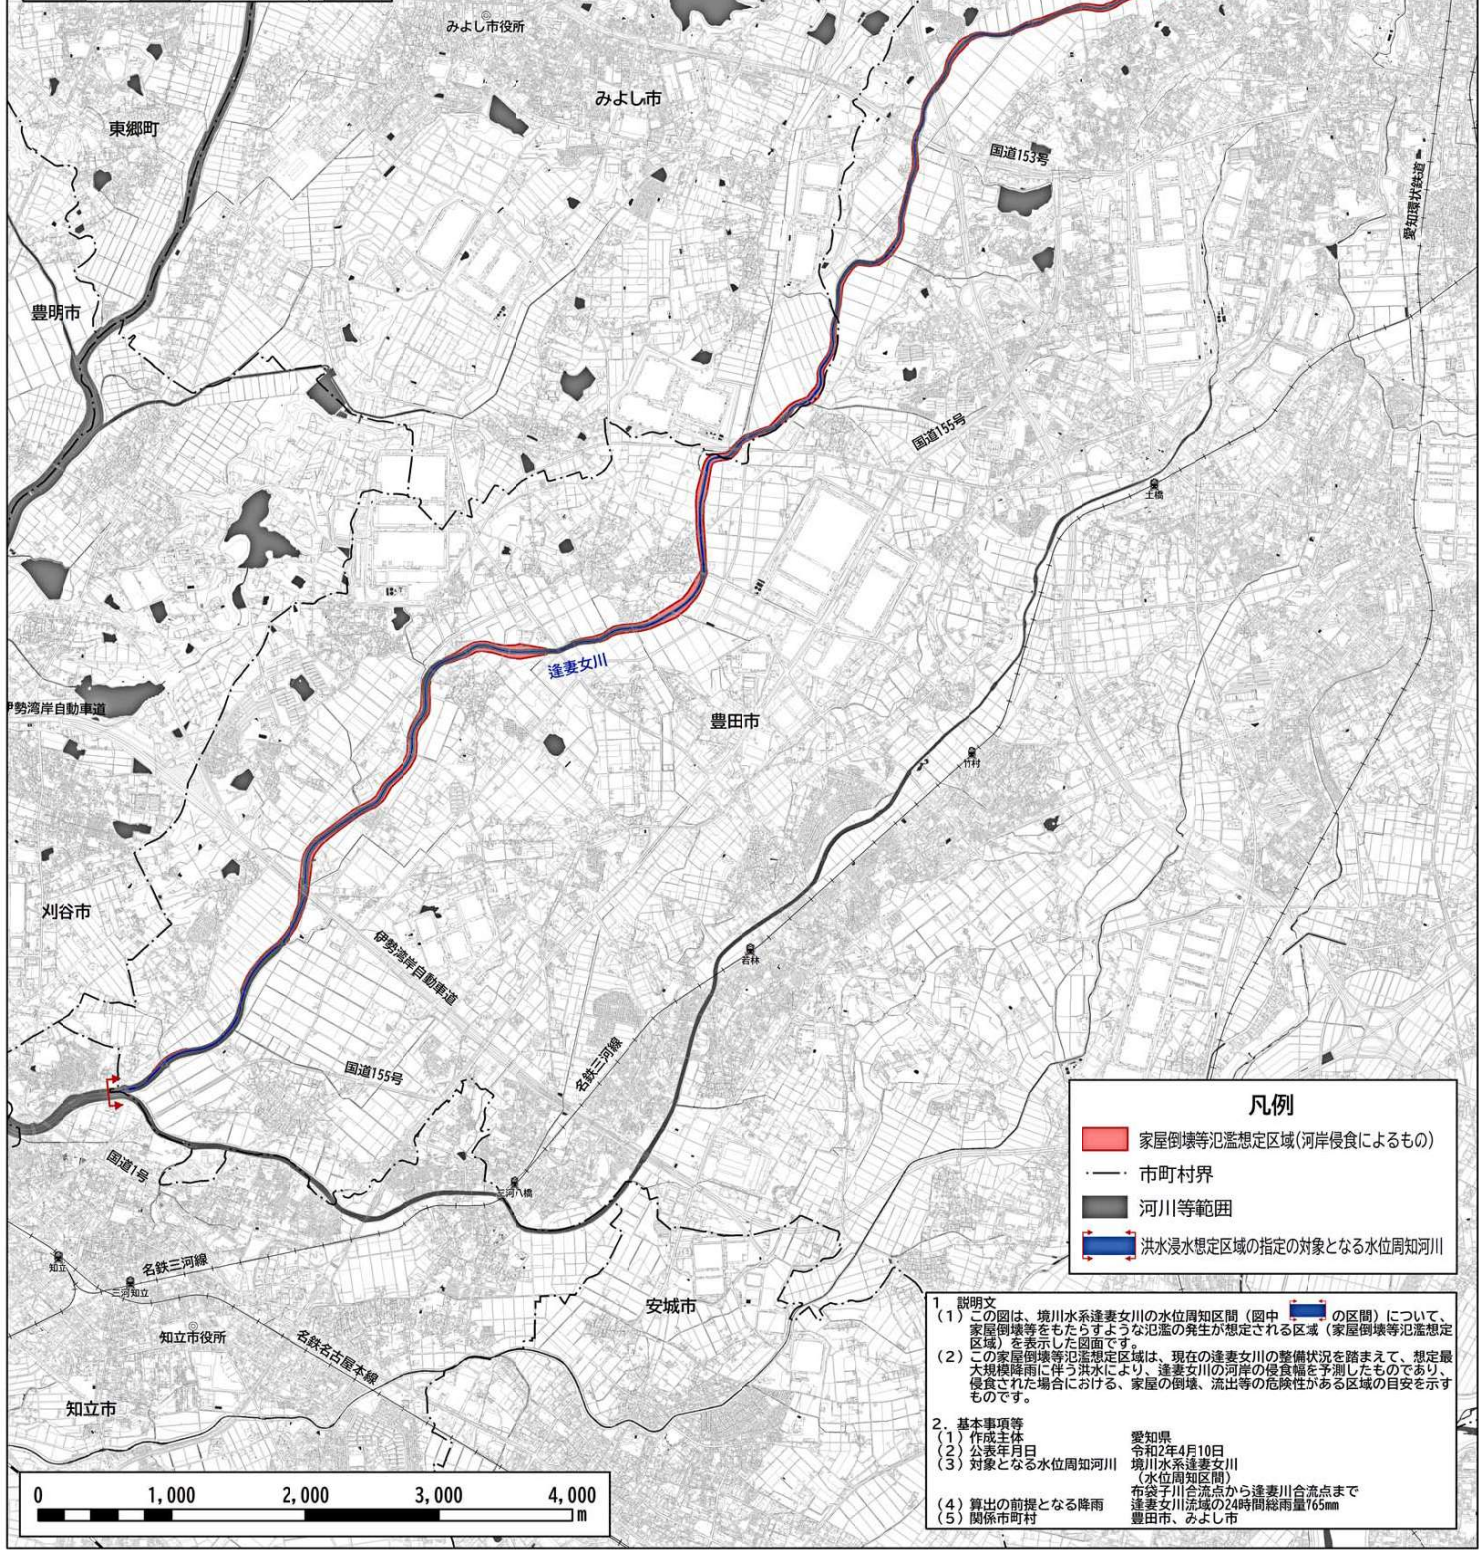 みよし市役所
みよし市
東郷町
国道153号
愛知環状鉄道
豊明市
国道155号
土橋
逢妻女川
伊勢湾岸自動車道
豊田市
竹村
刈谷市
伊勢湾岸自動車道
若林
名鉄三河線
国道155号
国道1号
三河八橋
知立
名鉄三河線
三河知立
知立市役所
名鉄名古屋本線
安城市
知立市
凡例
家屋倒壊等氾濫想定区域(河岸侵食によるもの)
市町村界
河川等範囲
洪水浸水想定区域の指定の対象となる水位周知河川
1 説明文
(1) この図は、境川水系逢妻女川の水位周知区間(図中 の区間)について、
家屋倒壊等をもたらすような氾濫の発生が想定される区域(家屋倒壊等氾濫想定
区域)を表示した図面です。
(2) この家屋倒壊等氾濫想定区域は、現在の逢妻女川の整備状況を踏まえて、想定最
大規模降雨に伴う洪水により、逢妻女川の河岸の侵食幅を予測したものであり、
侵食された場合における、家屋の倒壊、流出等の危険性がある区域の目安を示す
ものです。
2. 基本事項等
(1) 作成主体 愛知県
(2) 公表年月日 令和2年4月10日
(3) 対象となる水位周知河川 境川水系逢妻女川
(水位周知区間)
布袋子川合流点から逢妻川合流点まで
(4) 算出の前提となる降雨 逢妻女川流域の24時間総雨量765mm
(5) 関係市町村 豊田市、みよし市
0 1,000 2,000 3,000 4,000
m